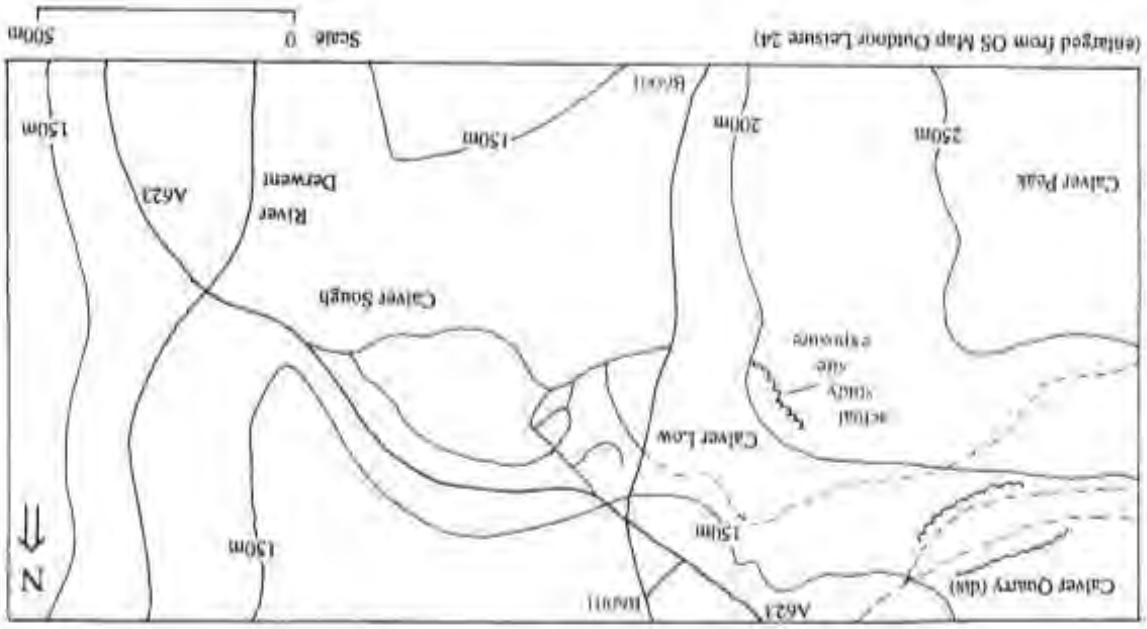 A623
B6001
N
Calver Quarry (dis)
150m
150m
Calver Low
actual
study
site
exposure
Calver Sough
River
Derwent
A623
Calver Peak
250m
200m
150m
150m
B6001
(enlarged from OS Map Outdoor Leisure 24)
Scale
0
500m